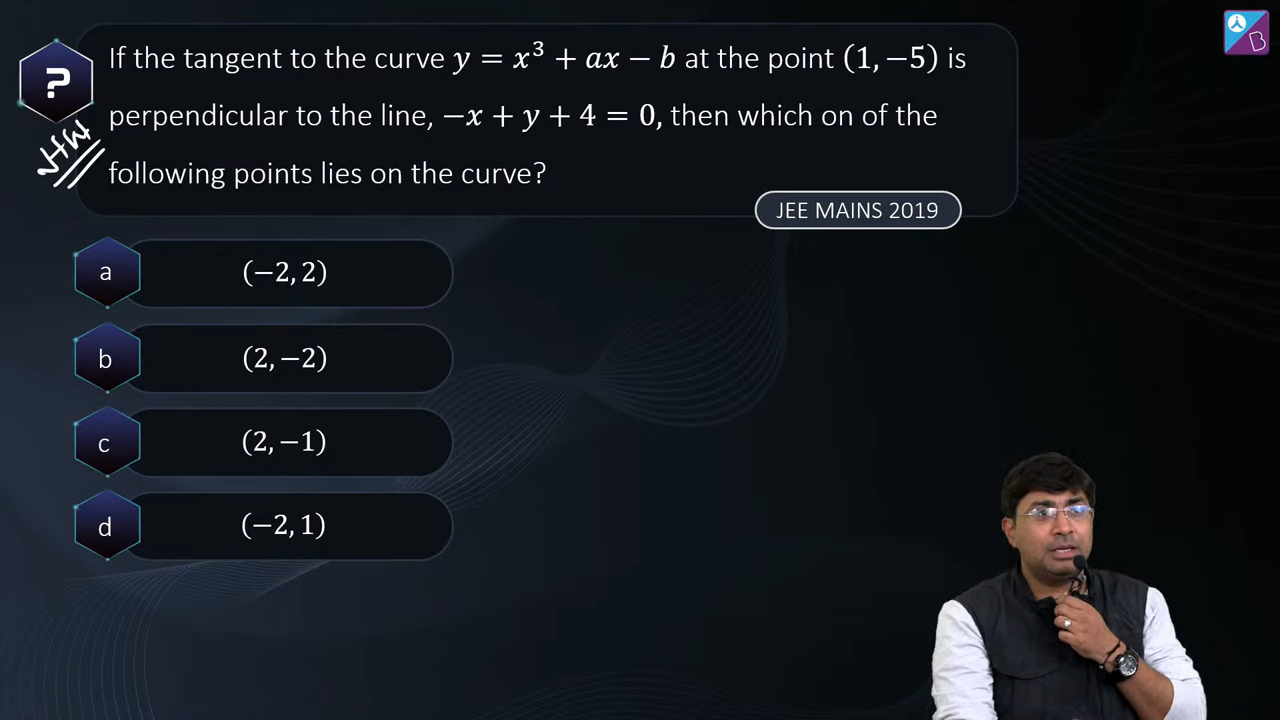 ?
If the tangent to the curve y = x³ + ax − b at the point (1, −5) is
HW
perpendicular to the line, −x + y + 4 = 0, then which on of the
following points lies on the curve?
JEE MAINS 2019
a (−2, 2)
b (2, −2)
c (2, −1)
d (−2, 1)
B